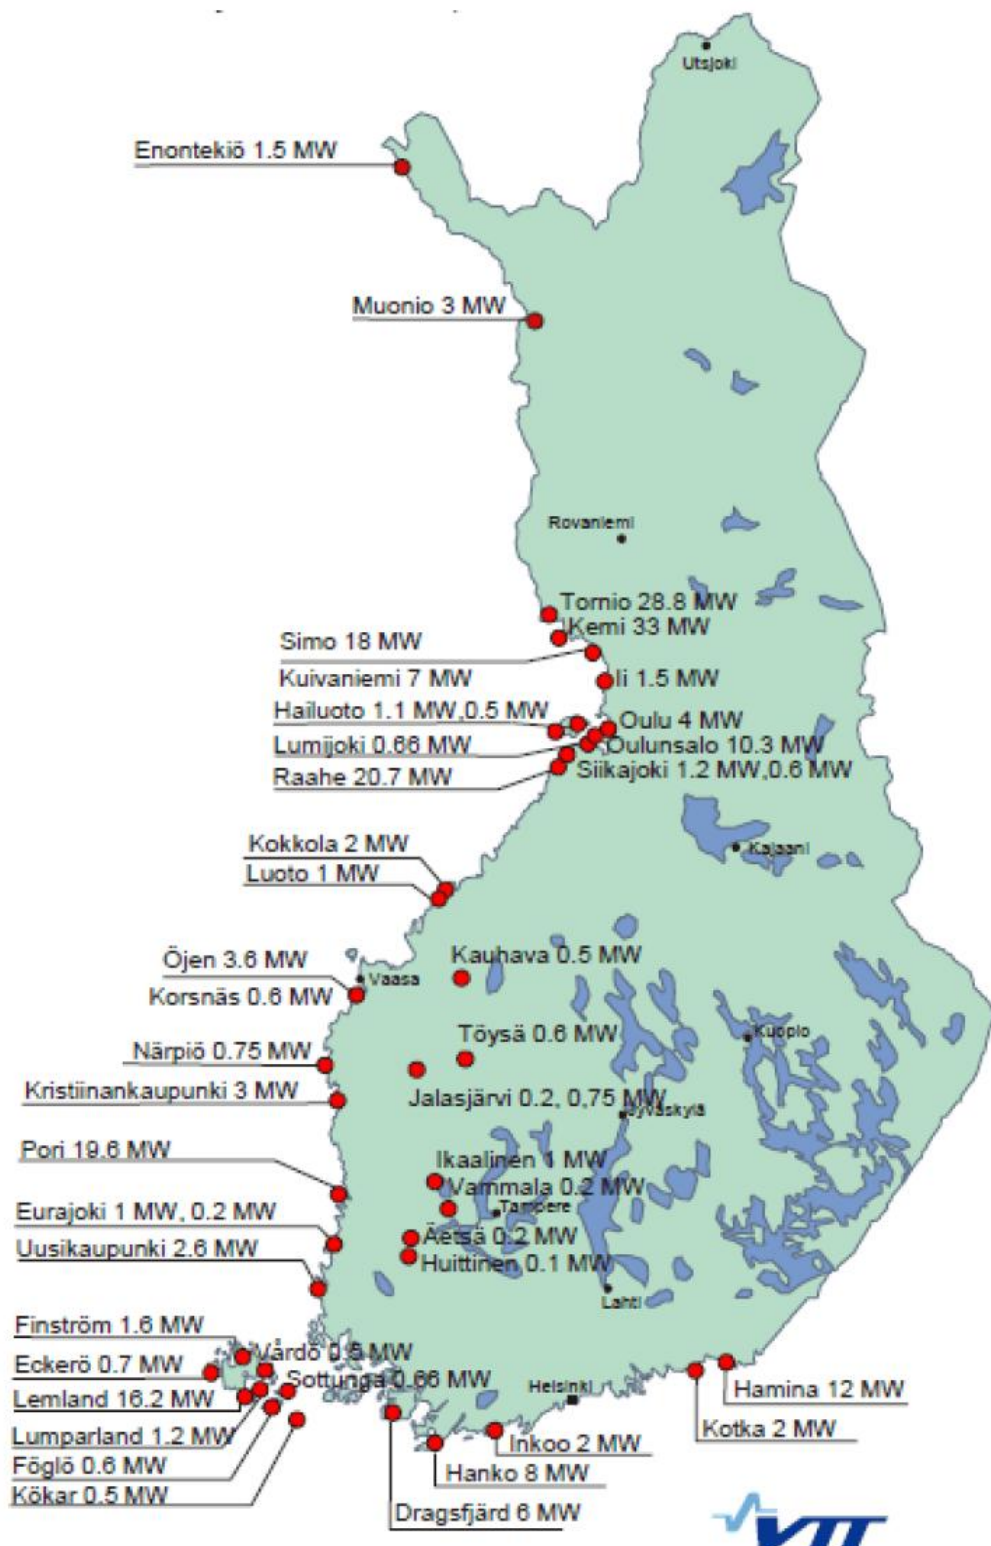 Utsjoki
Enontekiö 1.5 MW
Muonio 3 MW
Rovaniemi
Tornio 28.8 MW
Kemi 33 MW
Simo 18 MW
Kuivaniemi 7 MW
Ii 1.5 MW
Hailuoto 1.1 MW,0.5 MW
Oulu 4 MW
Lumijoki 0.66 MW
Oulunsalo 10.3 MW
Raahe 20.7 MW
Siikajoki 1.2 MW,0.6 MW
Kokkola 2 MW
Kajaani
Luoto 1 MW
Öjen 3.6 MW
Vaasa
Kauhava 0.5 MW
Korsnäs 0.6 MW
Töysä 0.6 MW
Kuopio
Närpiö 0.75 MW
Kristiinankaupunki 3 MW
Jalasjärvi 0.2, 0,75 MW
Jyväskylä
Pori 19.6 MW
Ikaalinen 1 MW
Vammala 0.2 MW
Tampere
Eurajoki 1 MW, 0.2 MW
Äetsä 0.2 MW
Uusikaupunki 2.6 MW
Huittinen 0.1 MW
Lahti
Finström 1.6 MW
Vårdö 0.5 MW
Eckerö 0.7 MW
Sottunga 0.66 MW
Helsinki
Hamina 12 MW
Lemland 16.2 MW
Kotka 2 MW
Lumparland 1.2 MW
Inkoo 2 MW
Föglö 0.6 MW
Hanko 8 MW
Kökar 0.5 MW
Dragsfjärd 6 MW
VTT